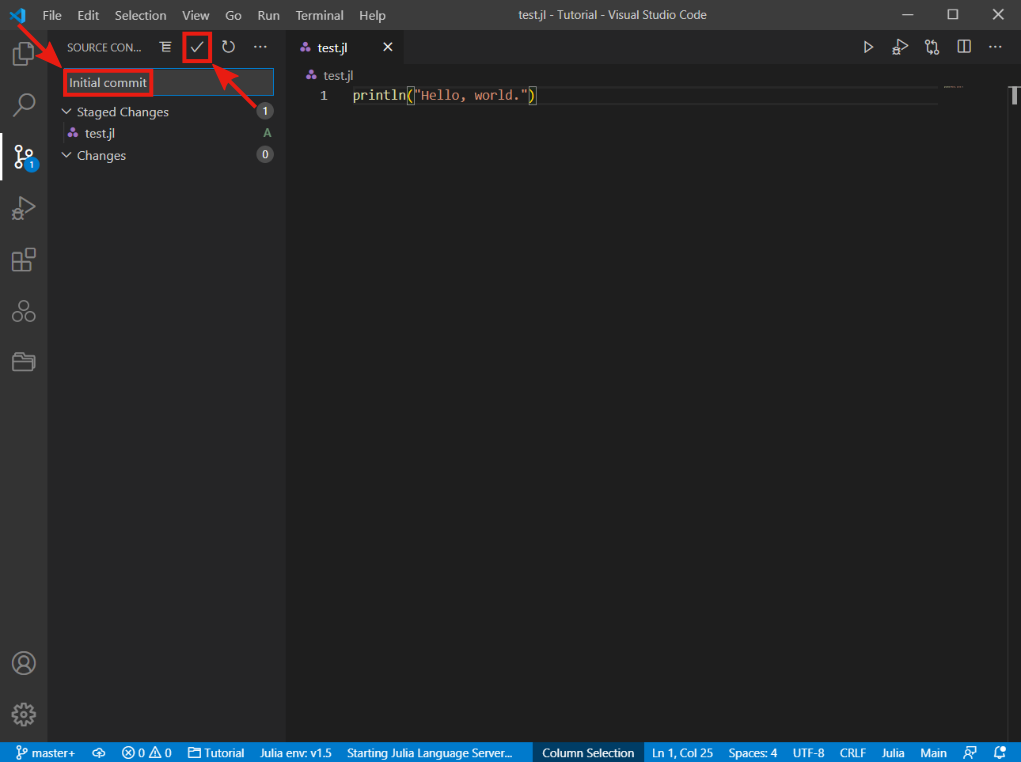 File Edit Selection View Go Run Terminal Help test.jl - Tutorial - Visual Studio Code
SOURCE CON...
Initial commit
Staged Changes 1
test.jl A
Changes 0
1
test.jl
test.jl
1 println("Hello, world.")
master+ 0 0 Tutorial Julia env: v1.5 Starting Julia Language Server... Column Selection Ln 1, Col 25 Spaces: 4 UTF-8 CRLF Julia Main